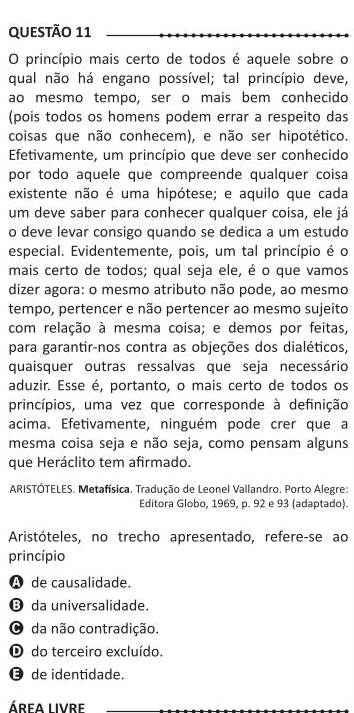 QUESTÃO 11
O princípio mais certo de todos é aquele sobre o
qual não há engano possível; tal princípio deve,
ao mesmo tempo, ser o mais bem conhecido
(pois todos os homens podem errar a respeito das
coisas que não conhecem), e não ser hipotético.
Efetivamente, um princípio que deve ser conhecido
por todo aquele que compreende qualquer coisa
existente não é uma hipótese; e aquilo que cada
um deve saber para conhecer qualquer coisa, ele já
o deve levar consigo quando se dedica a um estudo
especial. Evidentemente, pois, um tal princípio é o
mais certo de todos; qual seja ele, é o que vamos
dizer agora: o mesmo atributo não pode, ao mesmo
tempo, pertencer e não pertencer ao mesmo sujeito
com relação à mesma coisa; e demos por feitas,
para garantir-nos contra as objeções dos dialéticos,
quaisquer outras ressalvas que seja necessário
aduzir. Esse é, portanto, o mais certo de todos os
princípios, uma vez que corresponde à definição
acima. Efetivamente, ninguém pode crer que a
mesma coisa seja e não seja, como pensam alguns
que Heráclito tem afirmado.
ARISTÓTELES. Metafísica. Tradução de Leonel Vallandro. Porto Alegre:
Editora Globo, 1969, p. 92 e 93 (adaptado).
Aristóteles, no trecho apresentado, refere-se ao
princípio
A de causalidade.
B da universalidade.
C da não contradição.
D do terceiro excluído.
E de identidade.
ÁREA LIVRE